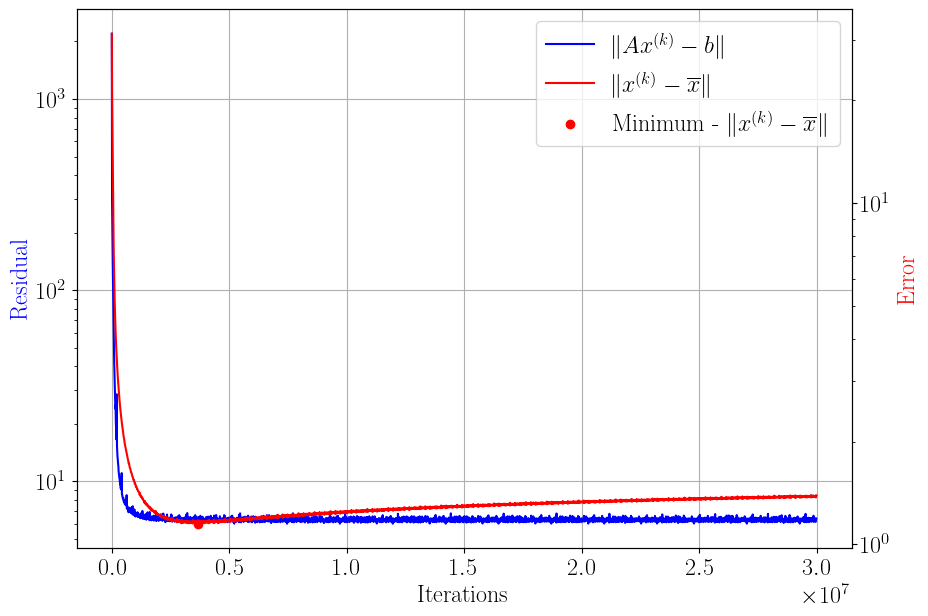 ‖Ax^(k) − b‖
‖x^(k) − x̅‖
Minimum - ‖x^(k) − x̅‖
Residual
10^3
10^2
10^1
Error
10^1
10^0
0.0 0.5 1.0 1.5 2.0 2.5 3.0
Iterations
×10^7